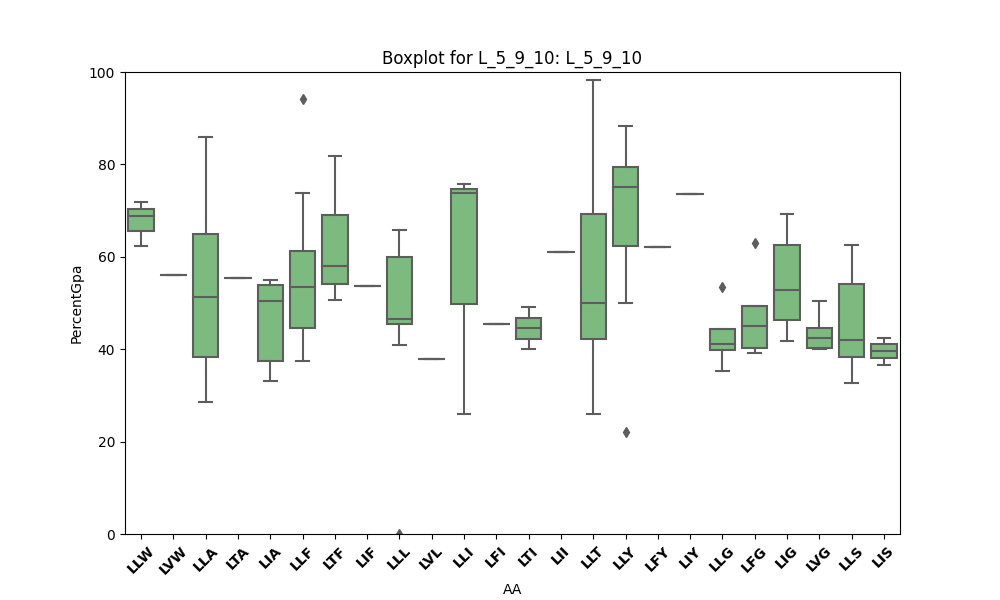 Boxplot for L_5_9_10: L_5_9_10
100
80
60
40
20
0
PercentGpa
LLW LVW LLA LTA LIA LLF LTF LIF LLL LVL LLI LFI LTI LII LLT LLY LFY LIY LLG LFG LIG LVG LLS LIS
AA